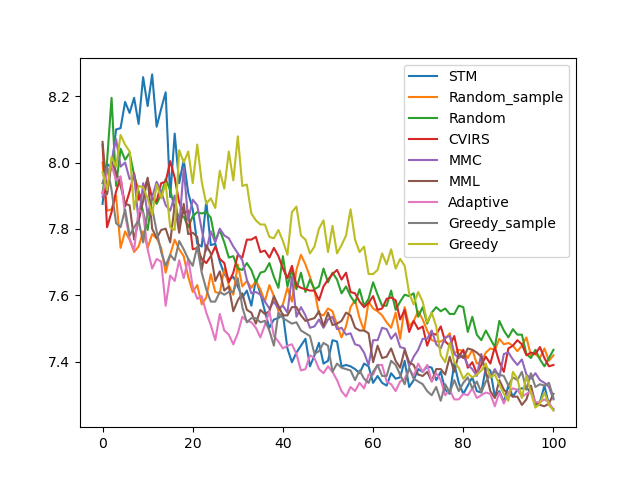 STM
Random_sample
Random
CVIRS
MMC
MML
Adaptive
Greedy_sample
Greedy
8.2
8.0
7.8
7.6
7.4
0 20 40 60 80 100